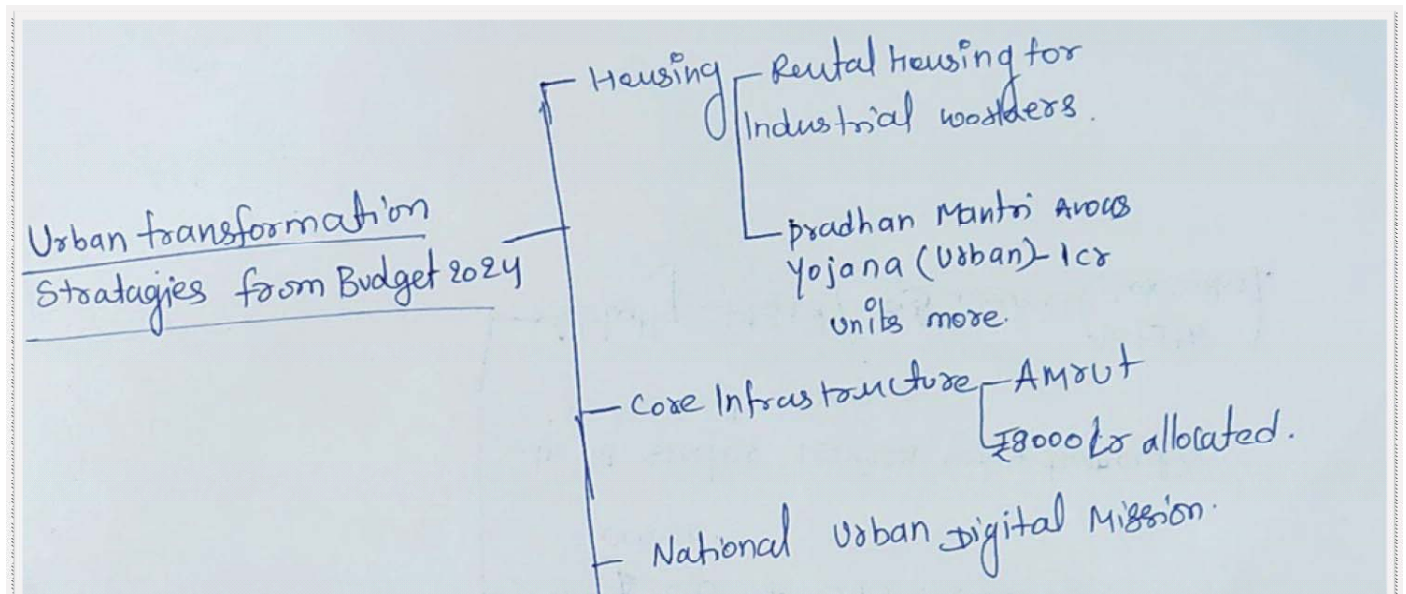 Housing
Rental housing for
Industrial workers.
Pradhan Mantri Awas
Yojana (Urban)- 1cr
units more.
Urban transformation
Stratagies from Budget 2024
Core Infrastructure
Amrut
₹8000 Cr allocated.
National Urban Digital Mission.